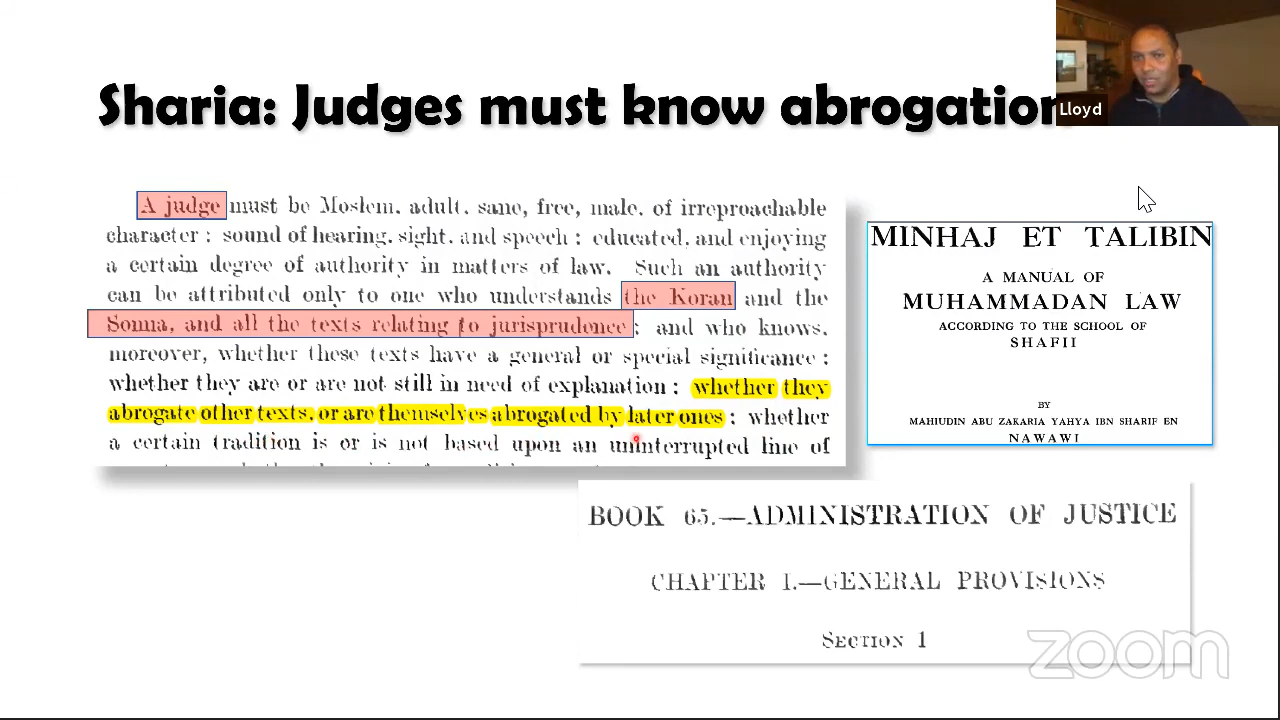 Sharia: Judges must know abrogation
Lloyd
A judge must be Moslem, adult, sane, free, male, of irreproachable
character : sound of hearing, sight, and speech : educated, and enjoying
a certain degree of authority in matters of law. Such an authority
can be attributed only to one who understands the Koran and the
Sonna, and all the texts relating to jurisprudence ; and who knows,
moreover, whether these texts have a general or special significance :
whether they are or are not still in need of explanation : whether they
abrogate other texts, or are themselves abrogated by later ones : whether
a certain tradition is or is not based upon an uninterrupted line of
MINHAJ ET TALIBIN
A MANUAL OF
MUHAMMADAN LAW
ACCORDING TO THE SCHOOL OF
SHAFII
BY
MAHIUDIN ABU ZAKARIA YAHYA IBN SHARIF EN
NAWAWI
BOOK 65.—ADMINISTRATION OF JUSTICE
CHAPTER I.—GENERAL PROVISIONS
SECTION 1
zoom